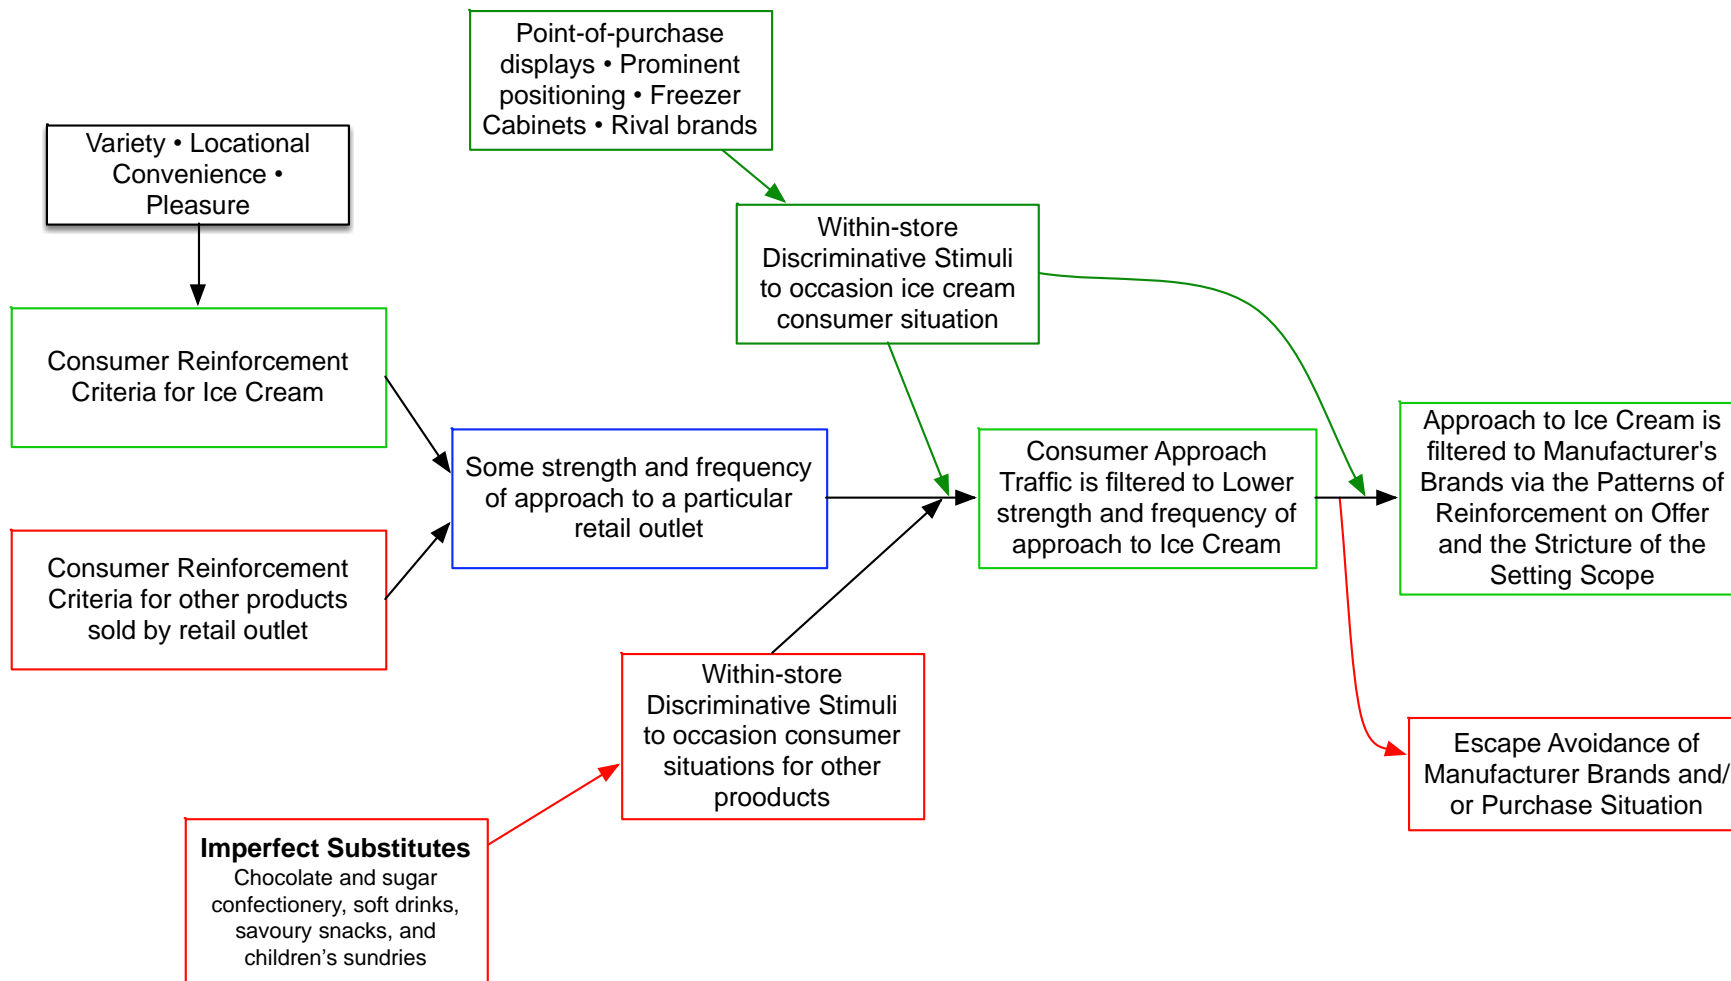 Point-of-purchase
displays • Prominent
positioning • Freezer
Cabinets • Rival brands
Variety • Locational
Convenience •
Pleasure
Within-store
Discriminative Stimuli
to occasion ice cream
consumer situation
Consumer Reinforcement
Criteria for Ice Cream
Some strength and frequency
of approach to a particular
retail outlet
Consumer Approach
Traffic is filtered to Lower
strength and frequency of
approach to Ice Cream
Approach to Ice Cream is
filtered to Manufacturer's
Brands via the Patterns of
Reinforcement on Offer
and the Stricture of the
Setting Scope
Consumer Reinforcement
Criteria for other products
sold by retail outlet
Within-store
Discriminative Stimuli
to occasion consumer
situations for other
prooducts
Escape Avoidance of
Manufacturer Brands and/
or Purchase Situation
Imperfect Substitutes
Chocolate and sugar
confectionery, soft drinks,
savoury snacks, and
children’s sundries